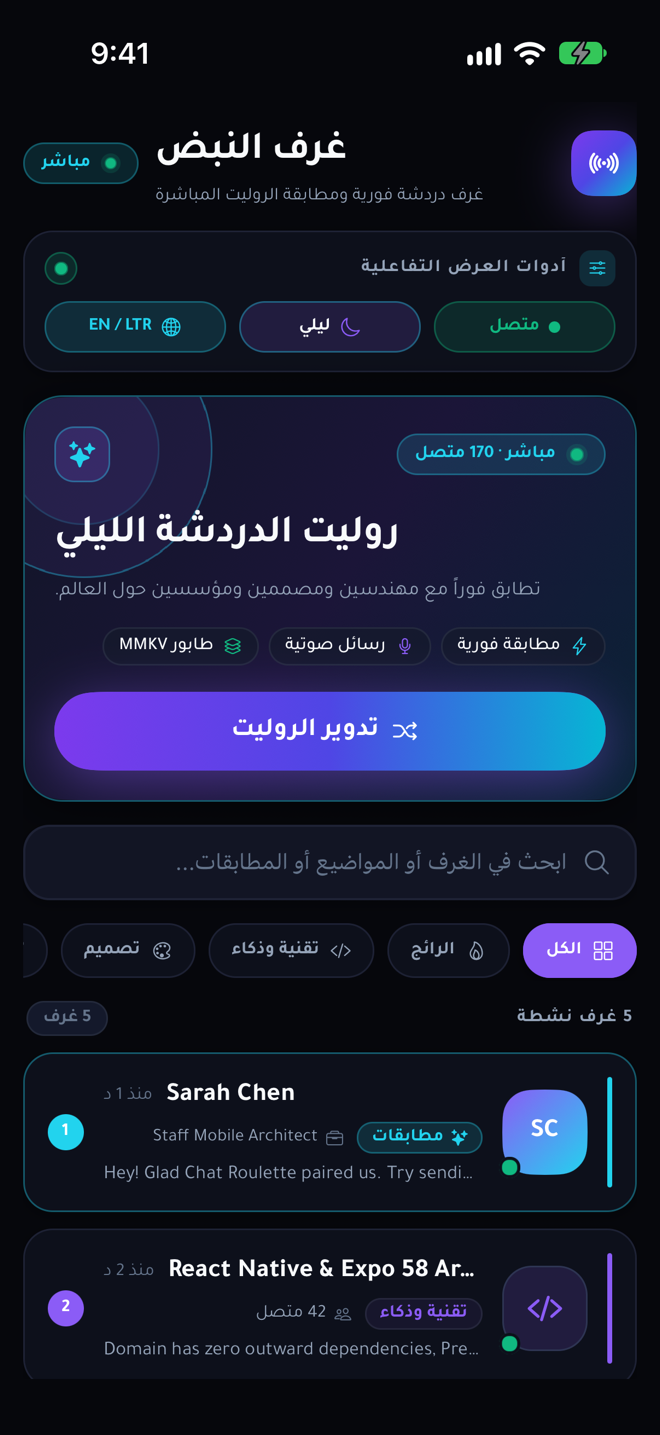 9:41
غرف النبض
مباشر
غرف دردشة فورية ومطابقة الروليت المباشرة
أدوات العرض التفاعلية
متصل
ليلي
EN / LTR
مباشر · 170 متصل
روليت الدردشة الليلي
تطابق فوراً مع مهندسين ومصممين ومؤسسين حول العالم.
مطابقة فورية
رسائل صوتية
طابور MMKV
تدوير الروليت
ابحث في الغرف أو المواضيع أو المطابقات...
الكل
الرائج
تقنية وذكاء
تصميم
5 غرف نشطة
5 غرف
SC
Sarah Chen
منذ 1 د
مطابقات
Staff Mobile Architect
Hey! Glad Chat Roulette paired us. Try sendi...
1
React Native & Expo 58 Ar...
منذ 2 د
تقنية وذكاء
42 متصل
Domain has zero outward dependencies, Pre...
2